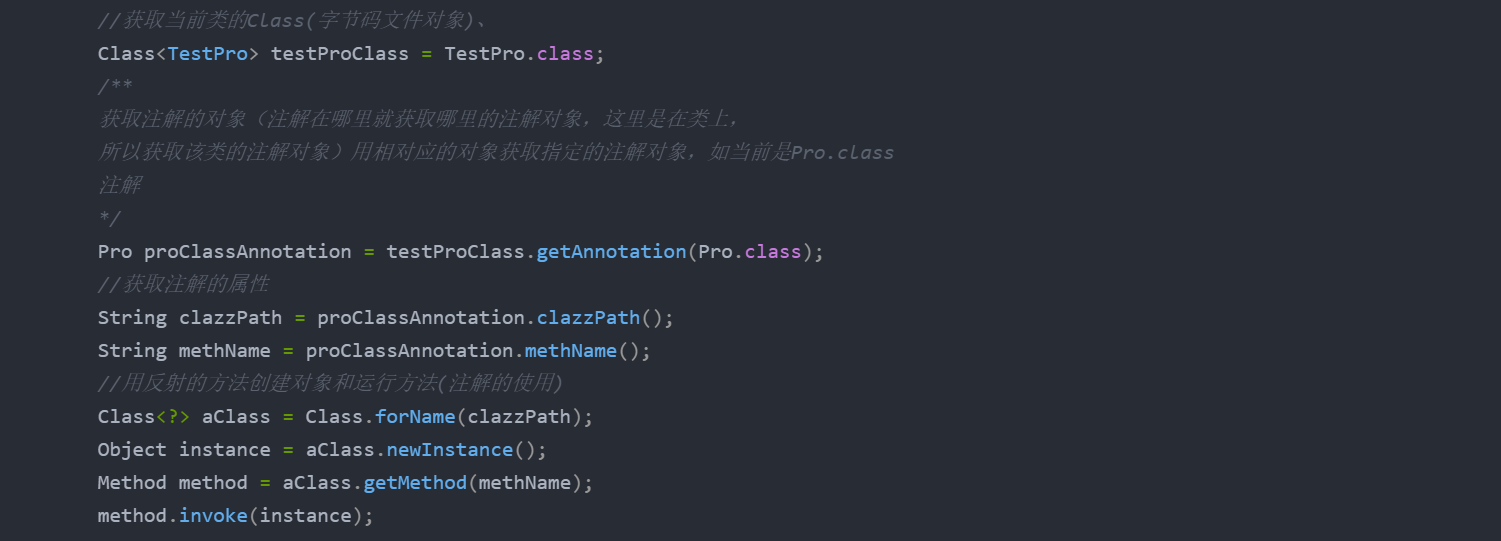 //获取当前类的Class(字节码文件对象)、
Class<TestPro> testProClass = TestPro.class;
/**
获取注解的对象（注解在哪里就获取哪里的注解对象，这里是在类上，
所以获取该类的注解对象）用相对应的对象获取指定的注解对象，如当前是Pro.class
注解
*/
Pro proClassAnnotation = testProClass.getAnnotation(Pro.class);
//获取注解的属性
String clazzPath = proClassAnnotation.clazzPath();
String methName = proClassAnnotation.methName();
//用反射的方法创建对象和运行方法(注解的使用)
Class<?> aClass = Class.forName(clazzPath);
Object instance = aClass.newInstance();
Method method = aClass.getMethod(methName);
method.invoke(instance);